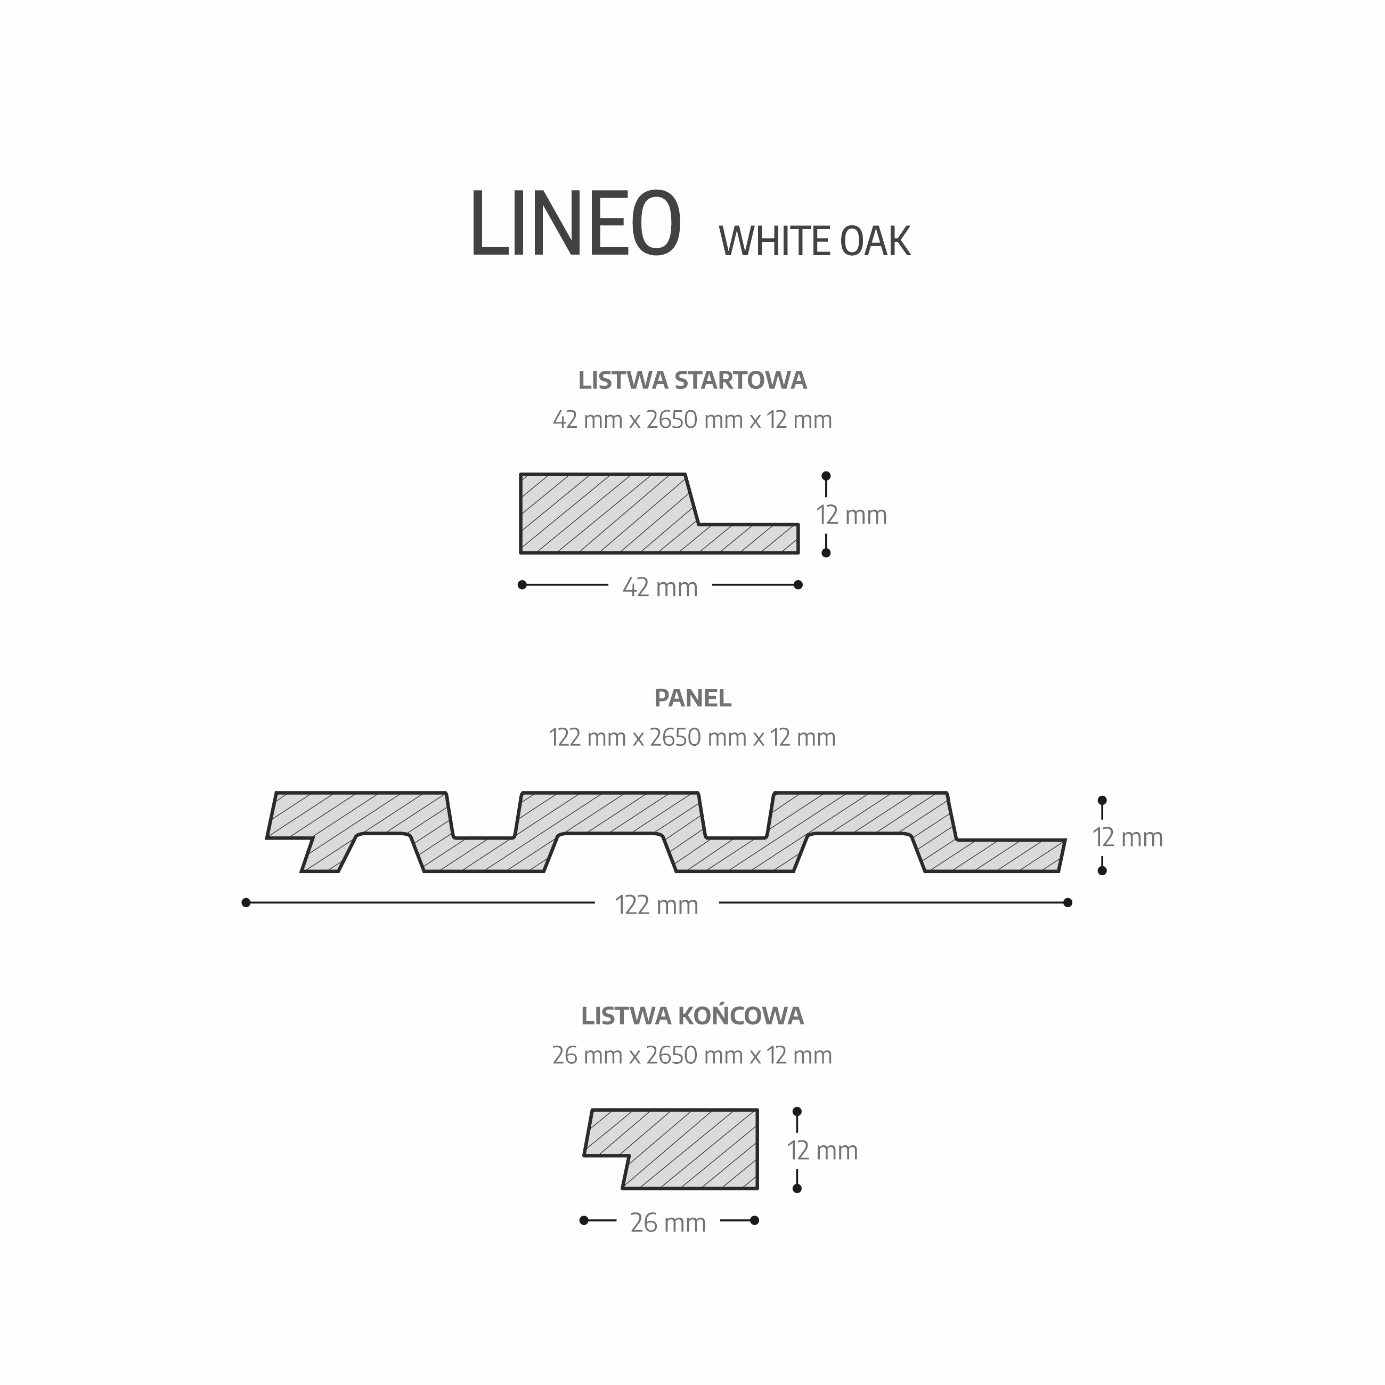 LINEO WHITE OAK
LISTWA STARTOWA
42 mm x 2650 mm x 12 mm
12 mm
42 mm
PANEL
122 mm x 2650 mm x 12 mm
12 mm
122 mm
LISTWA KOŃCOWA
26 mm x 2650 mm x 12 mm
12 mm
26 mm